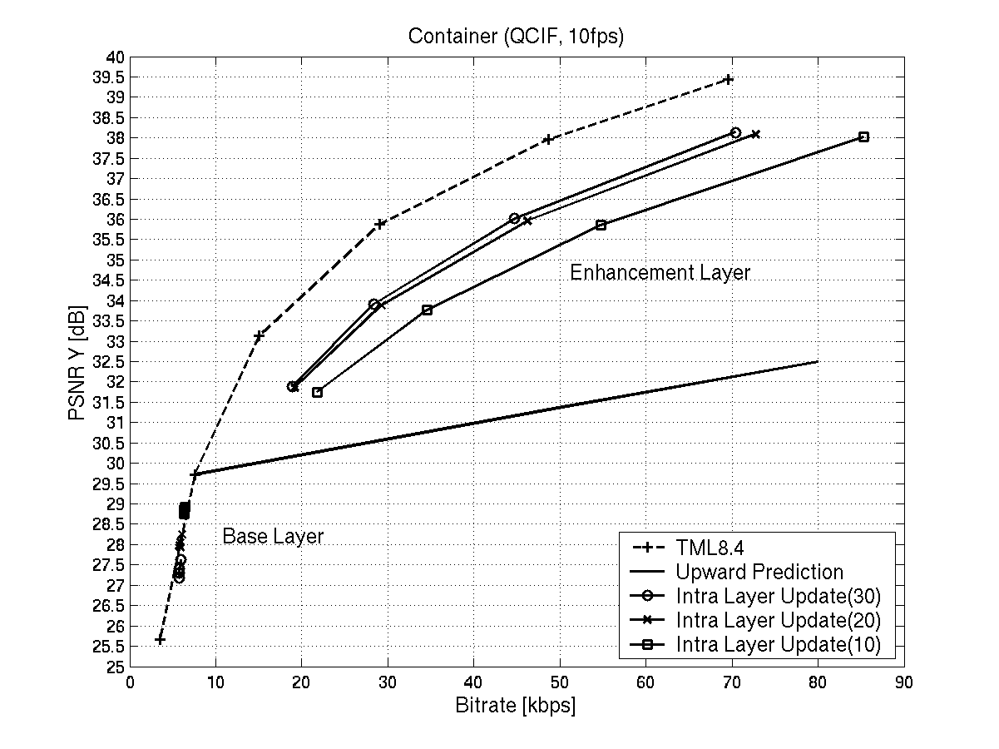 Container (QCIF, 10fps)
40
39.5
39
38.5
38
37.5
37
36.5
36
35.5
35
34.5
34
33.5
33
32.5
32
31.5
31
30.5
30
29.5
29
28.5
28
27.5
27
26.5
26
25.5
25
PSNR Y [dB]
Enhancement Layer
Base Layer
TML8.4
Upward Prediction
Intra Layer Update(30)
Intra Layer Update(20)
Intra Layer Update(10)
0 10 20 30 40 50 60 70 80 90
Bitrate [kbps]